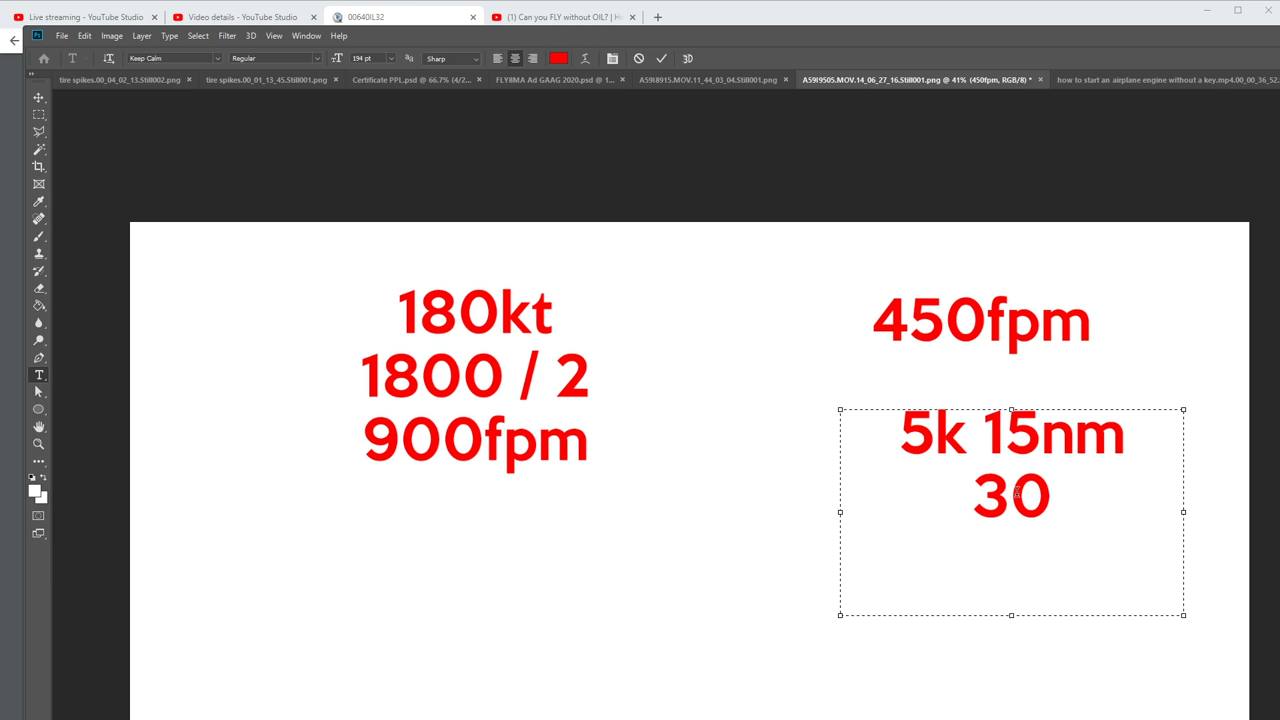 Live streaming - YouTube Studio
Video details - YouTube Studio
00640IL32
(1) Can you FLY without OIL? | H
File Edit Image Layer Type Select Filter 3D View Window Help
Keep Calm
Regular
194 pt
Sharp
3D
tire spikes.00_04_02_13.Still002.png
tire spikes.00_01_13_45.Still001.png
Certificate PPL.psd @ 66.7% (4/2...
FLY8MA Ad GAAG 2020.psd @ 1...
A59I8915.MOV.11_44_03_04.Still001.png
A59I9505.MOV.14_06_27_16.Still001.png @ 41% (450fpm, RGB/8) *
how to start an airplane engine without a key.mp4.00_00_36_52.
180kt
1800 / 2
900fpm
450fpm
5k 15nm
30